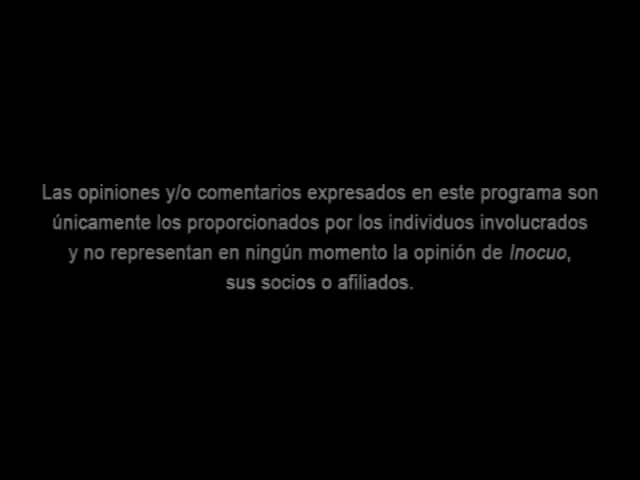 Las opiniones y/o comentarios expresados en este programa son
únicamente los proporcionados por los individuos involucrados
y no representan en ningún momento la opinión de Inocuo,
sus socios o afiliados.